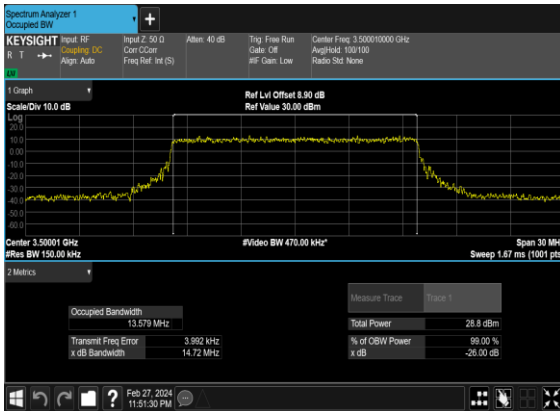 Spectrum Analyzer 1
Occupied BW
+
KEYSIGHT
R T
LXI
Input: RF
Coupling: DC
Align: Auto
Input Z: 50 Ω
Corr CCorr
Freq Ref: Int (S)
Atten: 40 dB
Trig: Free Run
Gate: Off
#IF Gain: Low
Center Freq: 3.500010000 GHz
Avg|Hold: 100/100
Radio Std: None
1 Graph
Scale/Div 10.0 dB
Ref Lvl Offset 8.90 dB
Ref Value 30.00 dBm
Log
20.0
10.0
0.00
-10.0
-20.0
-30.0
-40.0
-50.0
-60.0
Center 3.50001 GHz
#Res BW 150.00 kHz
#Video BW 470.00 kHz*
Span 30 MH
Sweep 1.67 ms (1001 pts
2 Metrics
Measure Trace Trace 1
Occupied Bandwidth
13.579 MHz
Total Power 28.8 dBm
Transmit Freq Error 3.992 kHz
% of OBW Power 99.00 %
x dB Bandwidth 14.72 MHz
x dB -26.00 dB
?
Feb 27, 2024
11:51:30 PM